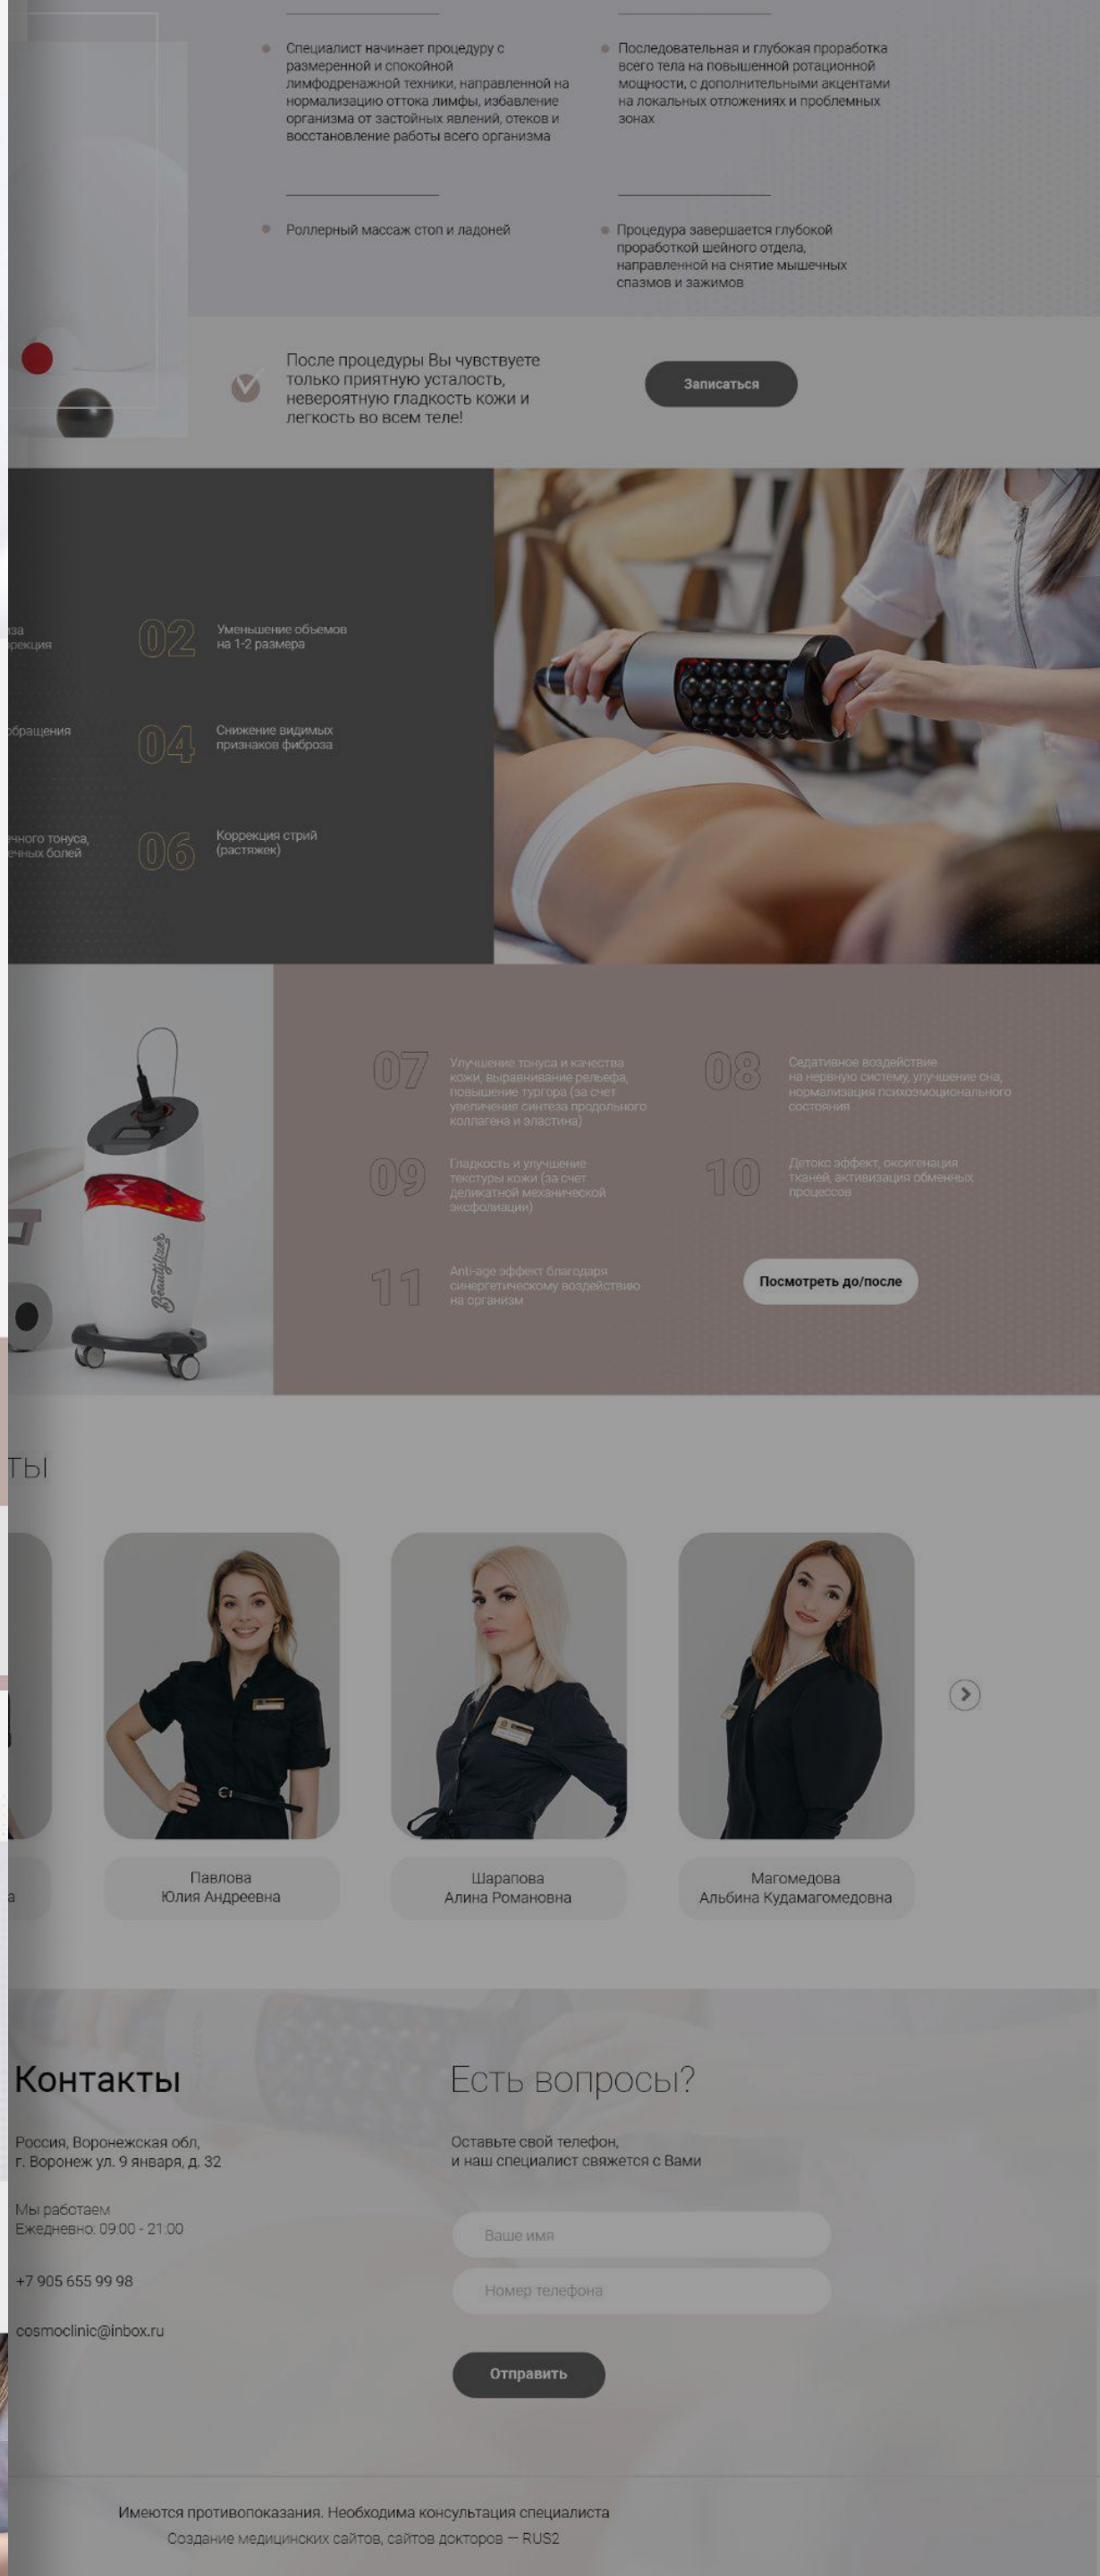 Специалист начинает процедуру с
размеренной и спокойной
лимфодренажной техники, направленной на
нормализацию оттока лимфы, избавление
организма от застойных явлений, отеков и
восстановление работы всего организма
Последовательная и глубокая проработка
всего тела на повышенной ротационной
мощности, с дополнительными акцентами
на локальных отложениях и проблемных
зонах
Роллерный массаж стоп и ладоней
Процедура завершается глубокой
проработкой шейного отдела,
направленной на снятие мышечных
спазмов и зажимов
После процедуры Вы чувствуете
только приятную усталость,
невероятную гладкость кожи и
легкость во всем теле!
Записаться
02
Уменьшение объемов
на 1-2 размера
обращения
04
Снижение видимых
признаков фиброза
тонуса,
болей
06
Коррекция стрий
(растяжек)
Beautylizer
07
Улучшение тонуса и качества
кожи, выравнивание рельефа,
повышение тургора (за счет
увеличения синтеза продольного
коллагена и эластина)
08
Седативное воздействие
на нервную систему, улучшение сна,
нормализация психоэмоционального
состояния
09
Гладкость и улучшение
текстуры кожи (за счет
деликатной механической
эксфолиации)
10
Детокс эффект, оксигенация
тканей, активизация обменных
процессов
11
Anti-age эффект благодаря
синергетическому воздействию
на организм
Посмотреть до/после
ты
Павлова
Юлия Андреевна
Шарапова
Алина Романовна
Магомедова
Альбина Кудамагомедовна
Контакты
Россия, Воронежская обл,
г. Воронеж ул. 9 января, д. 32
Мы работаем
Ежедневно: 09:00 - 21:00
+7 905 655 99 98
cosmoclinic@inbox.ru
Есть вопросы?
Оставьте свой телефон,
и наш специалист свяжется с Вами
Ваше имя
Номер телефона
Отправить
Имеются противопоказания. Необходима консультация специалиста
Создание медицинских сайтов, сайтов докторов — RUS2